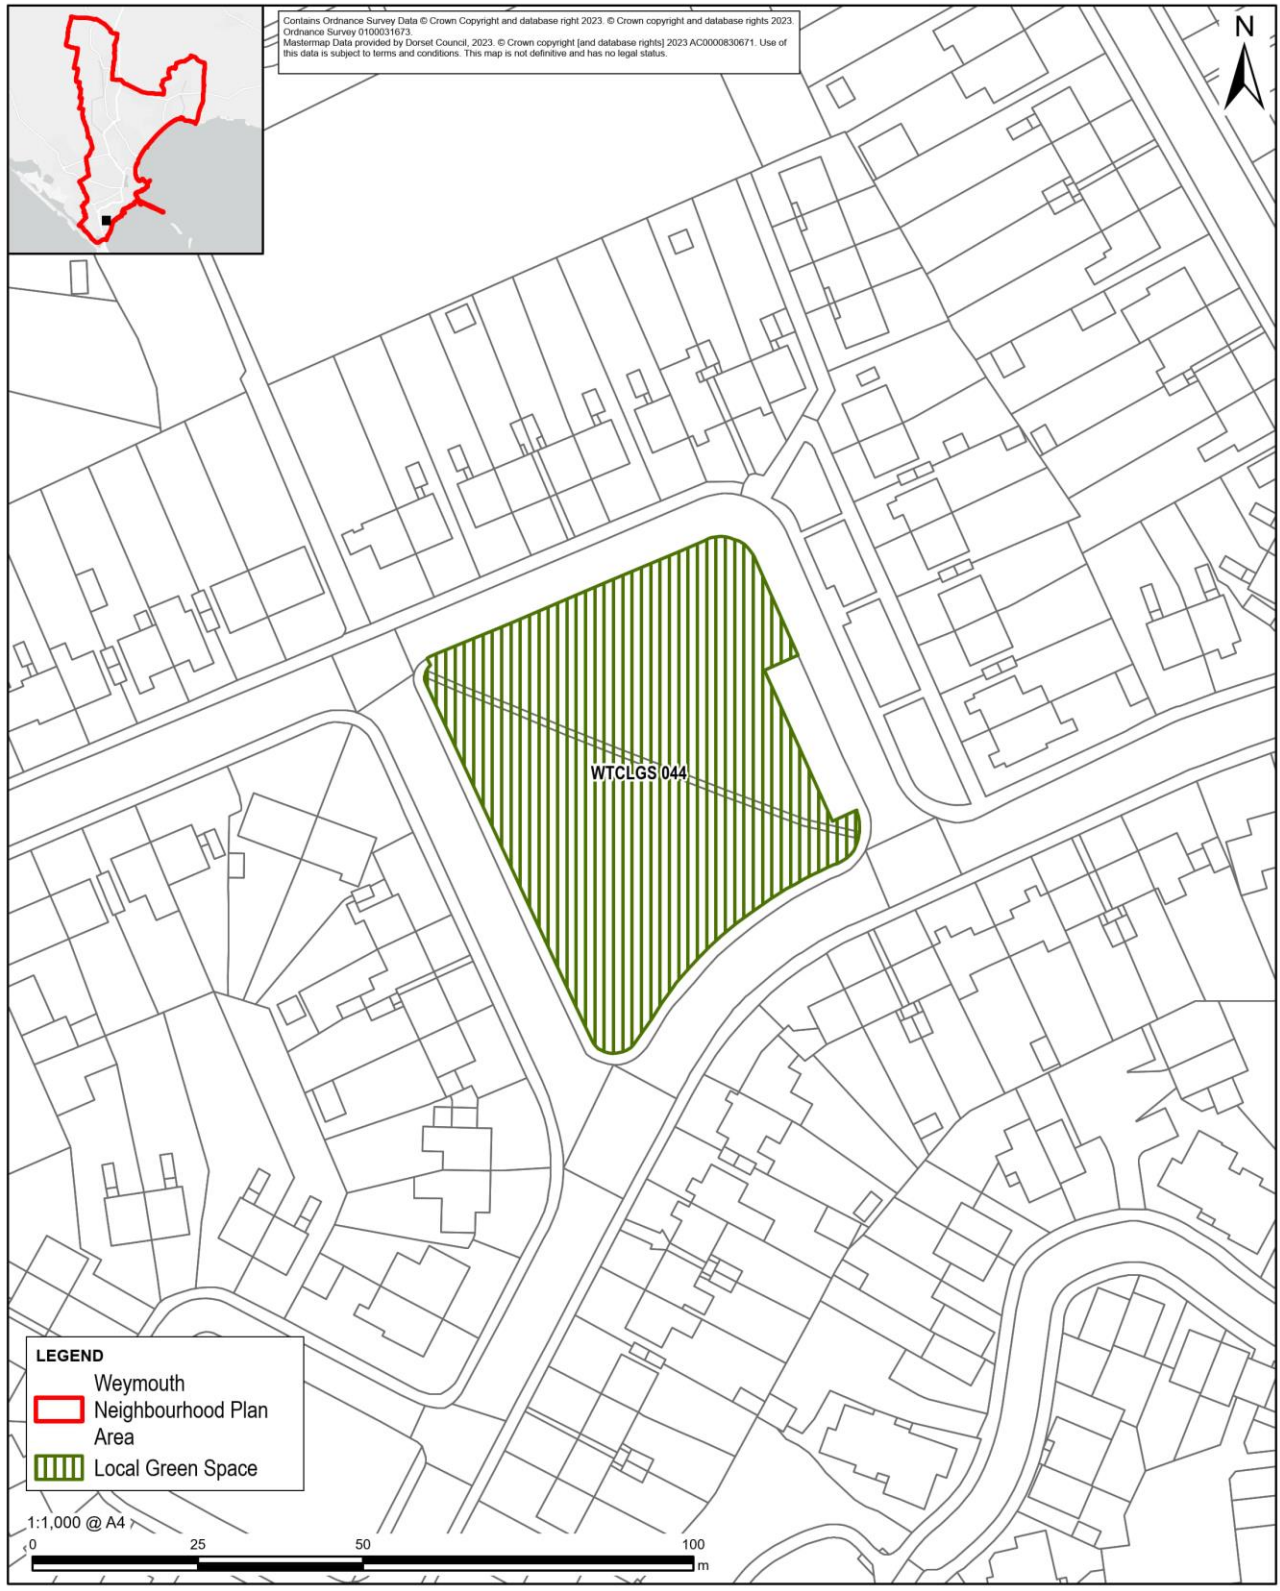 Contains Ordnance Survey Data © Crown Copyright and database right 2023. © Crown copyright and database rights 2023.
Ordnance Survey 0100031673.
Mastermap Data provided by Dorset Council, 2023. © Crown copyright [and database rights] 2023 AC0000830671. Use of
this data is subject to terms and conditions. This map is not definitive and has no legal status.
N
WTCLGS 044
LEGEND
Weymouth
Neighbourhood Plan
Area
Local Green Space
1:1,000 @ A4
0 25 50 100
m